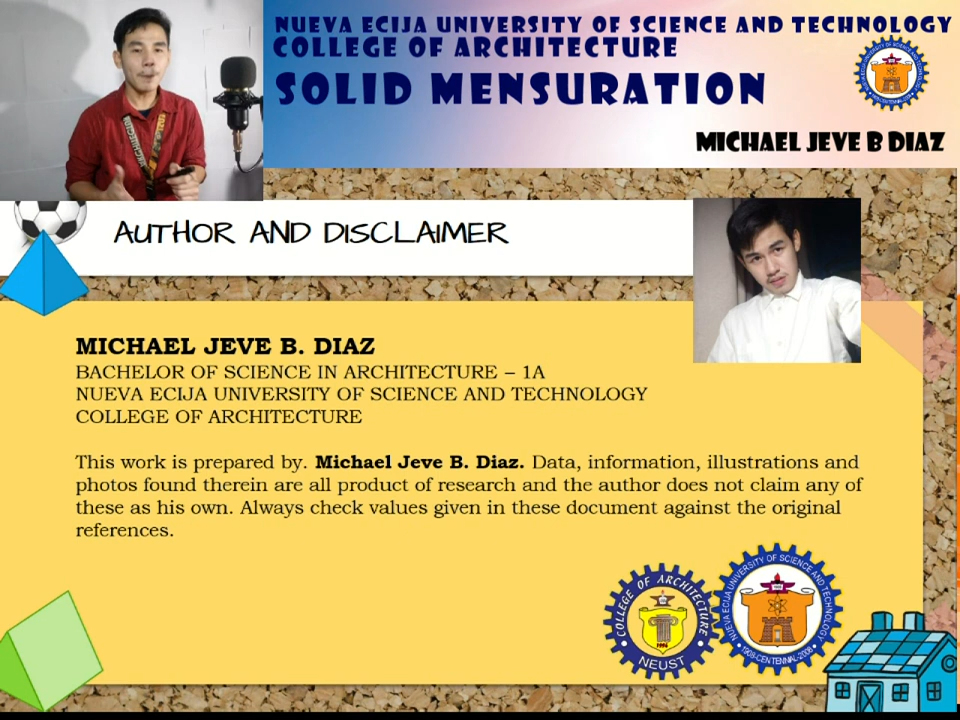 NUEVA ECIJA UNIVERSITY OF SCIENCE AND TECHNOLOGY
COLLEGE OF ARCHITECTURE
SOLID MENSURATION
MICHAEL JEVE B DIAZ
AUTHOR AND DISCLAIMER
MICHAEL JEVE B. DIAZ
BACHELOR OF SCIENCE IN ARCHITECTURE – 1A
NUEVA ECIJA UNIVERSITY OF SCIENCE AND TECHNOLOGY
COLLEGE OF ARCHITECTURE
This work is prepared by. Michael Jeve B. Diaz. Data, information, illustrations and
photos found therein are all product of research and the author does not claim any of
these as his own. Always check values given in these document against the original
references.
COLLEGE OF ARCHITECTURE
1996
NEUST
NUEVA ECIJA UNIVERSITY OF SCIENCE AND TECHNOLOGY
1908-CENTENNIAL-2008